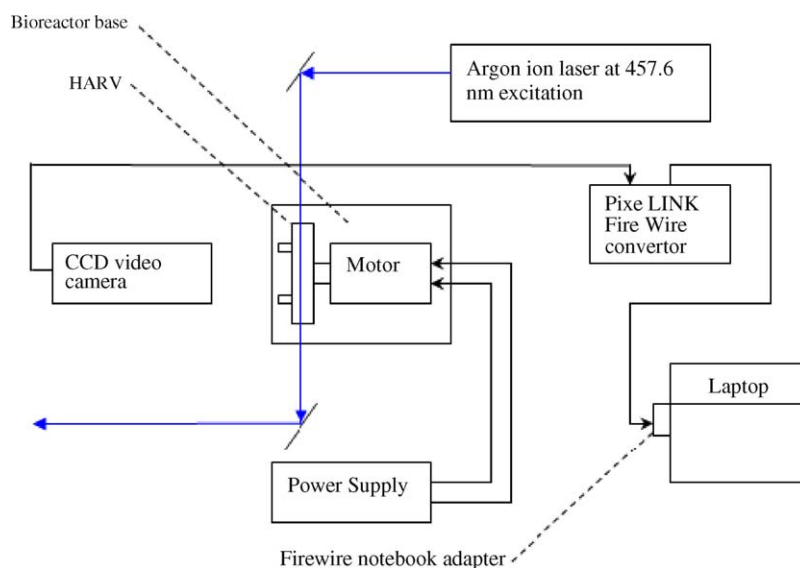 Bioreactor base
HARV
Argon ion laser at 457.6
nm excitation
Pixe LINK
Fire Wire
convertor
CCD video
camera
Motor
Laptop
Power Supply
Firewire notebook adapter